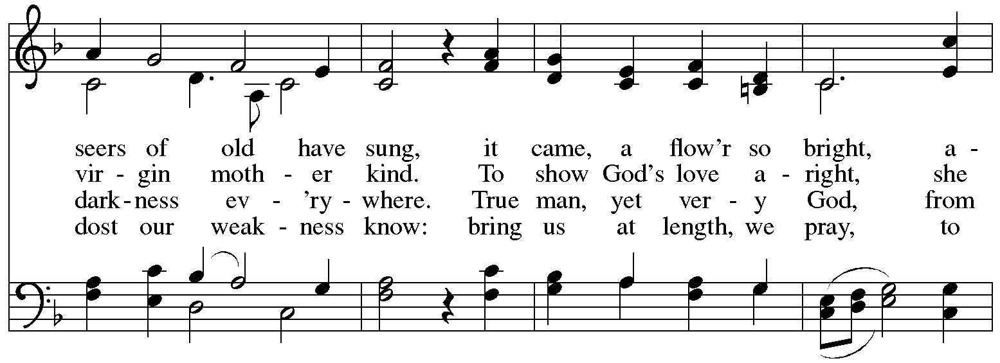 seers of old have sung, it came, a flow'r so bright, a -
vir - gin moth - er kind. To show God's love a - right, she
dark - ness ev - 'ry - where. True man, yet ver - y God, from
dost our weak - ness know: bring us at length, we pray, to